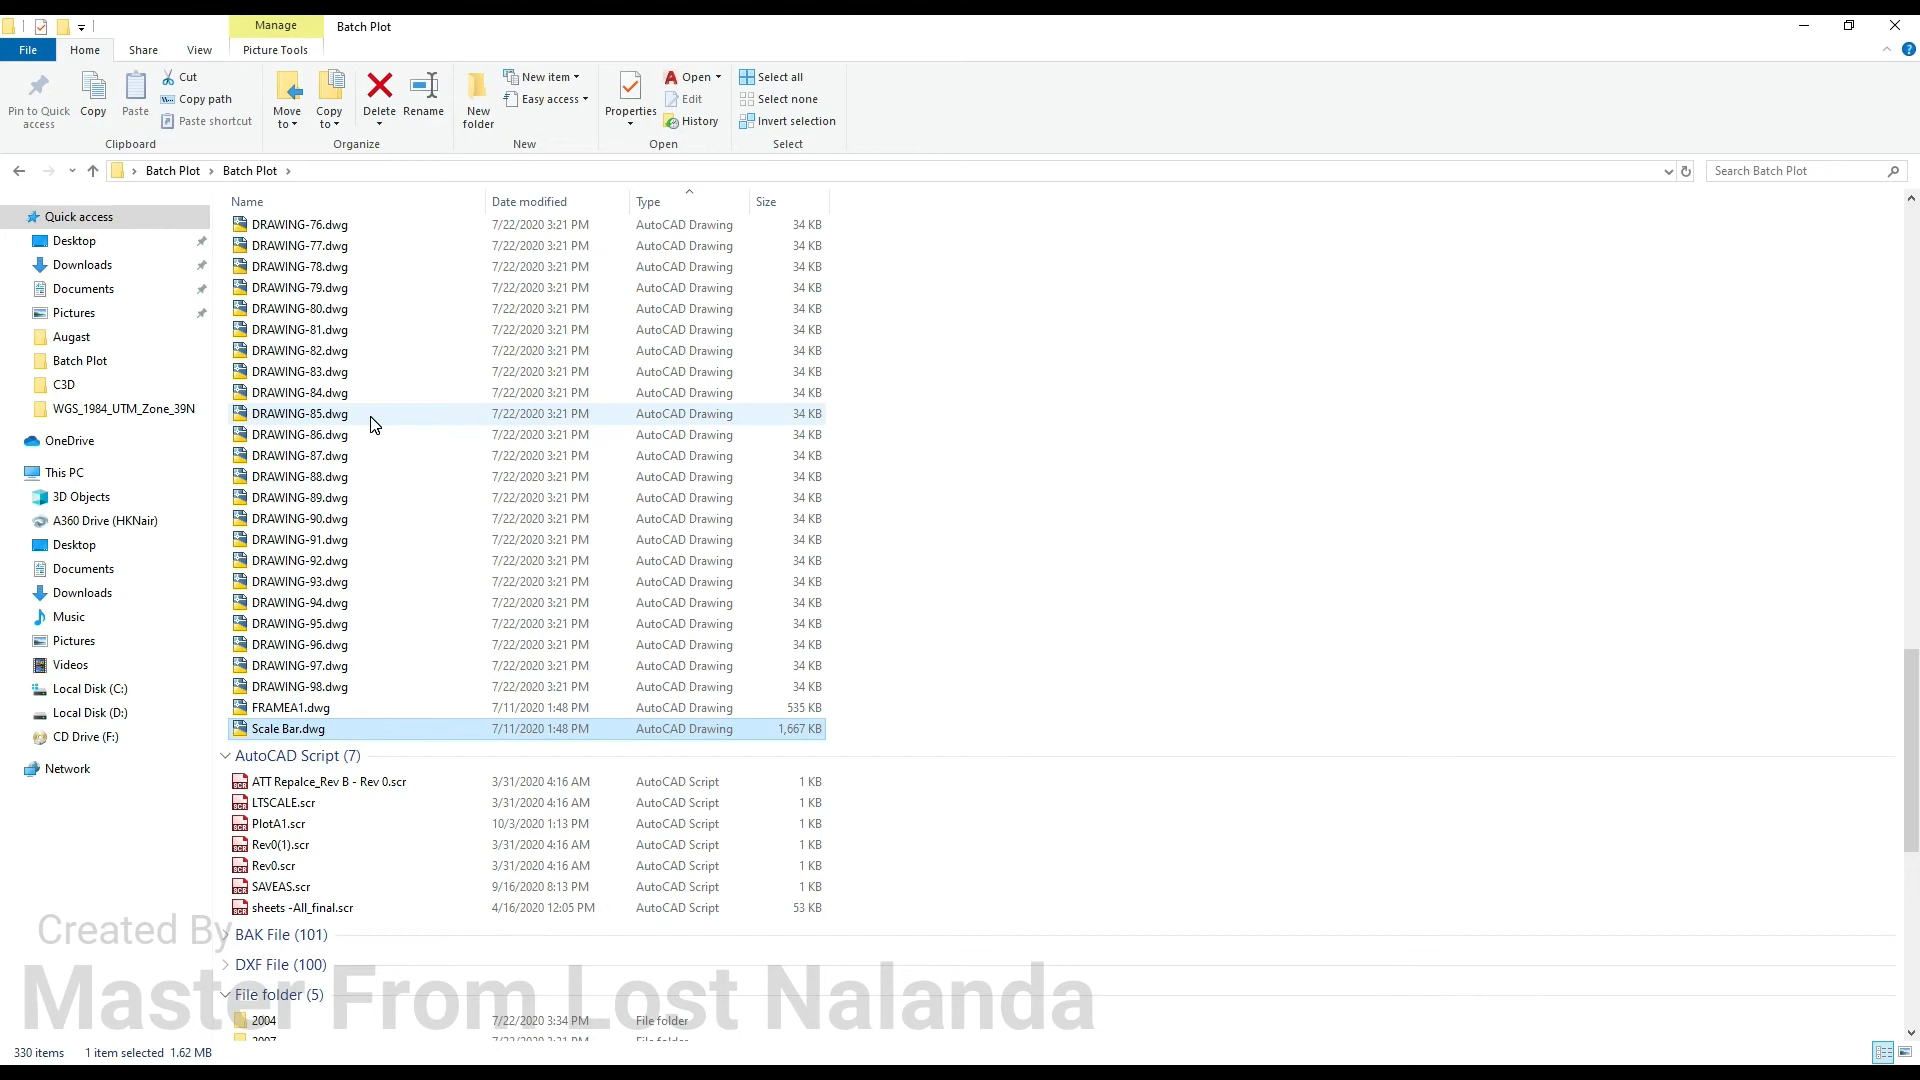 Manage
Batch Plot
File
Home
Share
View
Picture Tools
Pin to Quick access
Copy
Paste
Cut
Copy path
Paste shortcut
Clipboard
Move to
Copy to
Delete
Rename
Organize
New folder
New item
Easy access
New
Properties
Open
Edit
History
Open
Select all
Select none
Invert selection
Select
Batch Plot > Batch Plot >
Search Batch Plot
Quick access
Desktop
Downloads
Documents
Pictures
Augast
Batch Plot
C3D
WGS_1984_UTM_Zone_39N
OneDrive
This PC
3D Objects
A360 Drive (HKNair)
Desktop
Documents
Downloads
Music
Pictures
Videos
Local Disk (C:)
Local Disk (D:)
CD Drive (F:)
Network
Name Date modified Type Size
DRAWING-76.dwg 7/22/2020 3:21 PM AutoCAD Drawing 34 KB
DRAWING-77.dwg 7/22/2020 3:21 PM AutoCAD Drawing 34 KB
DRAWING-78.dwg 7/22/2020 3:21 PM AutoCAD Drawing 34 KB
DRAWING-79.dwg 7/22/2020 3:21 PM AutoCAD Drawing 34 KB
DRAWING-80.dwg 7/22/2020 3:21 PM AutoCAD Drawing 34 KB
DRAWING-81.dwg 7/22/2020 3:21 PM AutoCAD Drawing 34 KB
DRAWING-82.dwg 7/22/2020 3:21 PM AutoCAD Drawing 34 KB
DRAWING-83.dwg 7/22/2020 3:21 PM AutoCAD Drawing 34 KB
DRAWING-84.dwg 7/22/2020 3:21 PM AutoCAD Drawing 34 KB
DRAWING-85.dwg 7/22/2020 3:21 PM AutoCAD Drawing 34 KB
DRAWING-86.dwg 7/22/2020 3:21 PM AutoCAD Drawing 34 KB
DRAWING-87.dwg 7/22/2020 3:21 PM AutoCAD Drawing 34 KB
DRAWING-88.dwg 7/22/2020 3:21 PM AutoCAD Drawing 34 KB
DRAWING-89.dwg 7/22/2020 3:21 PM AutoCAD Drawing 34 KB
DRAWING-90.dwg 7/22/2020 3:21 PM AutoCAD Drawing 34 KB
DRAWING-91.dwg 7/22/2020 3:21 PM AutoCAD Drawing 34 KB
DRAWING-92.dwg 7/22/2020 3:21 PM AutoCAD Drawing 34 KB
DRAWING-93.dwg 7/22/2020 3:21 PM AutoCAD Drawing 34 KB
DRAWING-94.dwg 7/22/2020 3:21 PM AutoCAD Drawing 34 KB
DRAWING-95.dwg 7/22/2020 3:21 PM AutoCAD Drawing 34 KB
DRAWING-96.dwg 7/22/2020 3:21 PM AutoCAD Drawing 34 KB
DRAWING-97.dwg 7/22/2020 3:21 PM AutoCAD Drawing 34 KB
DRAWING-98.dwg 7/22/2020 3:21 PM AutoCAD Drawing 34 KB
FRAMEA1.dwg 7/11/2020 1:48 PM AutoCAD Drawing 535 KB
Scale Bar.dwg 7/11/2020 1:48 PM AutoCAD Drawing 1,667 KB
AutoCAD Script (7)
ATT Repalce_Rev B - Rev 0.scr 3/31/2020 4:16 AM AutoCAD Script 1 KB
LTSCALE.scr 3/31/2020 4:16 AM AutoCAD Script 1 KB
PlotA1.scr 10/3/2020 1:13 PM AutoCAD Script 1 KB
Rev0(1).scr 3/31/2020 4:16 AM AutoCAD Script 1 KB
Rev0.scr 3/31/2020 4:16 AM AutoCAD Script 1 KB
SAVEAS.scr 9/16/2020 8:13 PM AutoCAD Script 1 KB
sheets -All_final.scr 4/16/2020 12:05 PM AutoCAD Script 53 KB
BAK File (101)
DXF File (100)
File folder (5)
2004 7/22/2020 3:34 PM File folder
Created By
Master From Lost Nalanda
330 items 1 item selected 1.62 MB